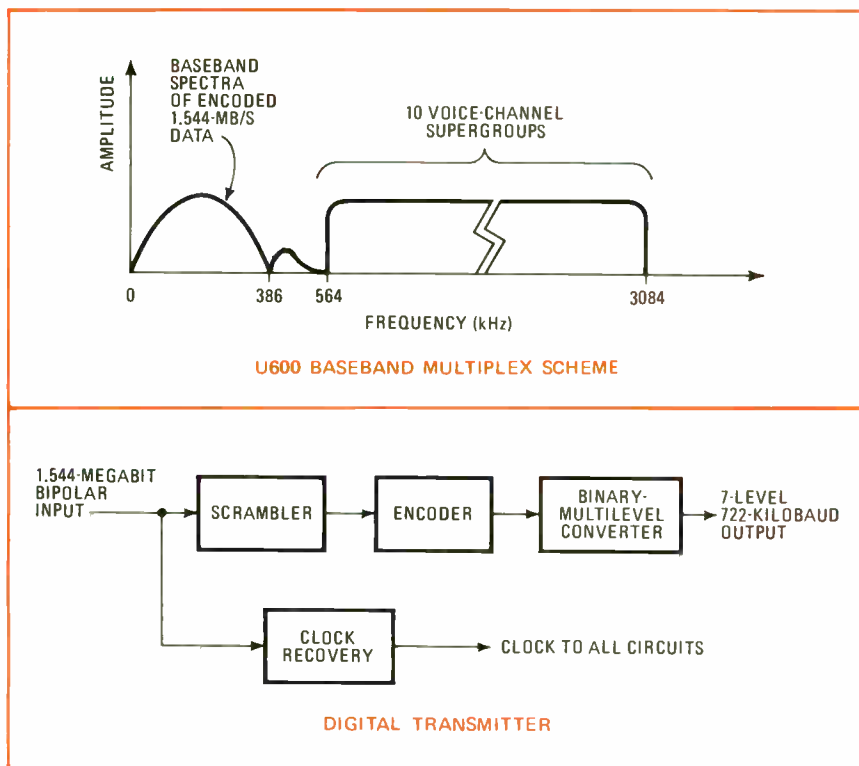 BASEBAND
SPECTRA
OF ENCODED
1.544-MB/S
DATA
10 VOICE-CHANNEL
SUPERGROUPS
AMPLITUDE
0
386
564
3084
FREQUENCY (kHz)
U600 BASEBAND MULTIPLEX SCHEME
1.544-MEGABIT
BIPOLAR
INPUT
SCRAMBLER
ENCODER
BINARY-
MULTILEVEL
CONVERTER
7-LEVEL
722-KILOBAUD
OUTPUT
CLOCK
RECOVERY
CLOCK TO ALL CIRCUITS
DIGITAL TRANSMITTER